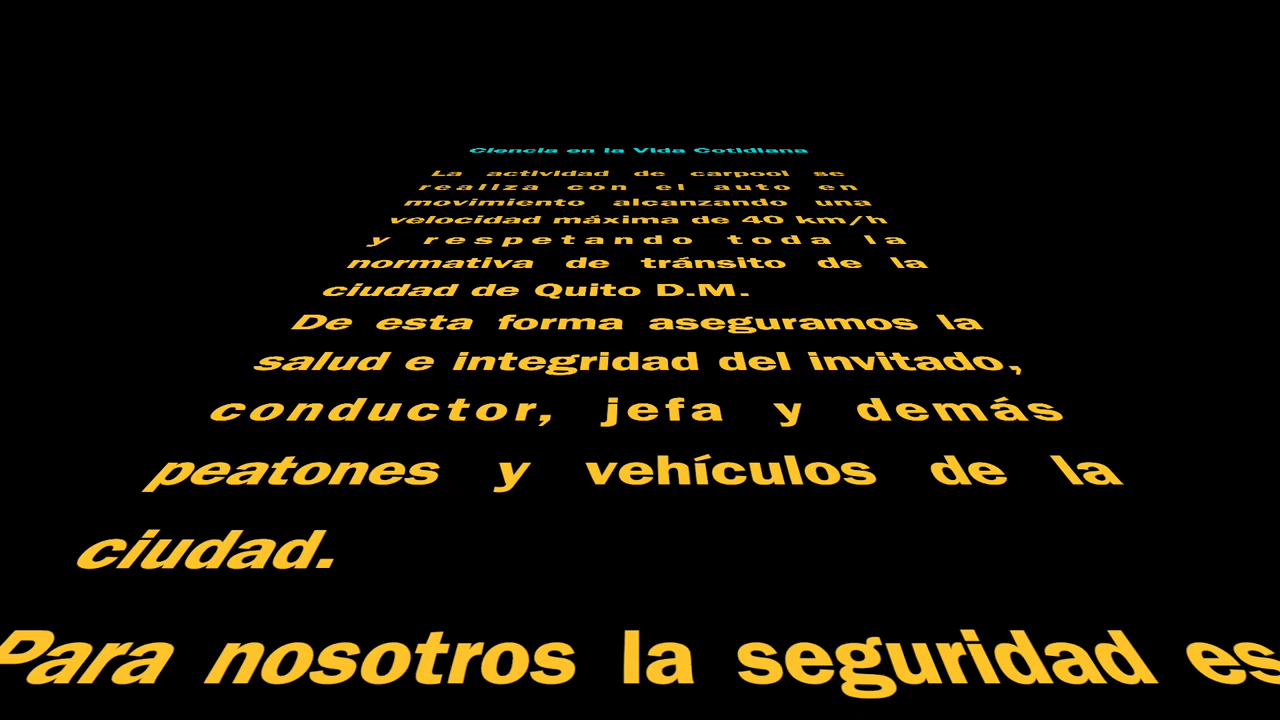 Ciencia en la Vida Cotidiana
La actividad de carpool se
realiza con el auto en
movimiento alcanzando una
velocidad máxima de 40 km/h
y respetando toda la
normativa de tránsito de la
ciudad de Quito D.M.
De esta forma aseguramos la
salud e integridad del invitado,
conductor, jefa y demás
peatones y vehículos de la
ciudad.
Para nosotros la seguridad es